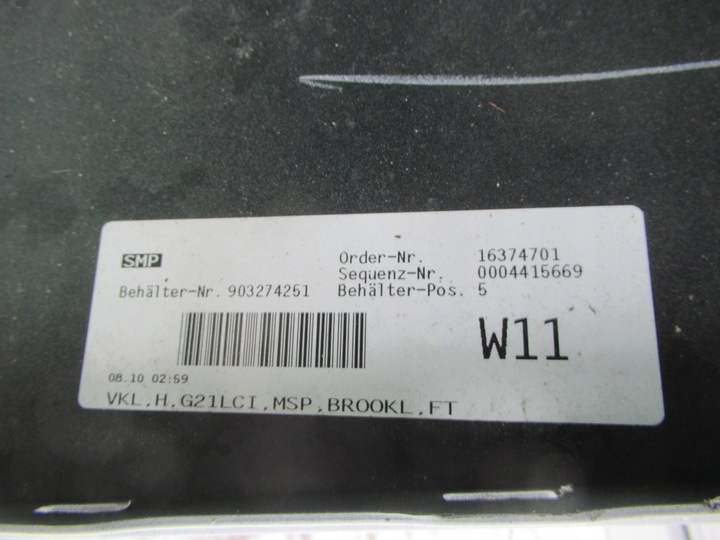 SMP
Order-Nr. 16374701
Sequenz-Nr. 0004415669
Behälter-Nr. 903274251 Behälter-Pos. 5
W11
08.10 02:59
VKL,H,G21LCI,MSP,BROOKL,FT